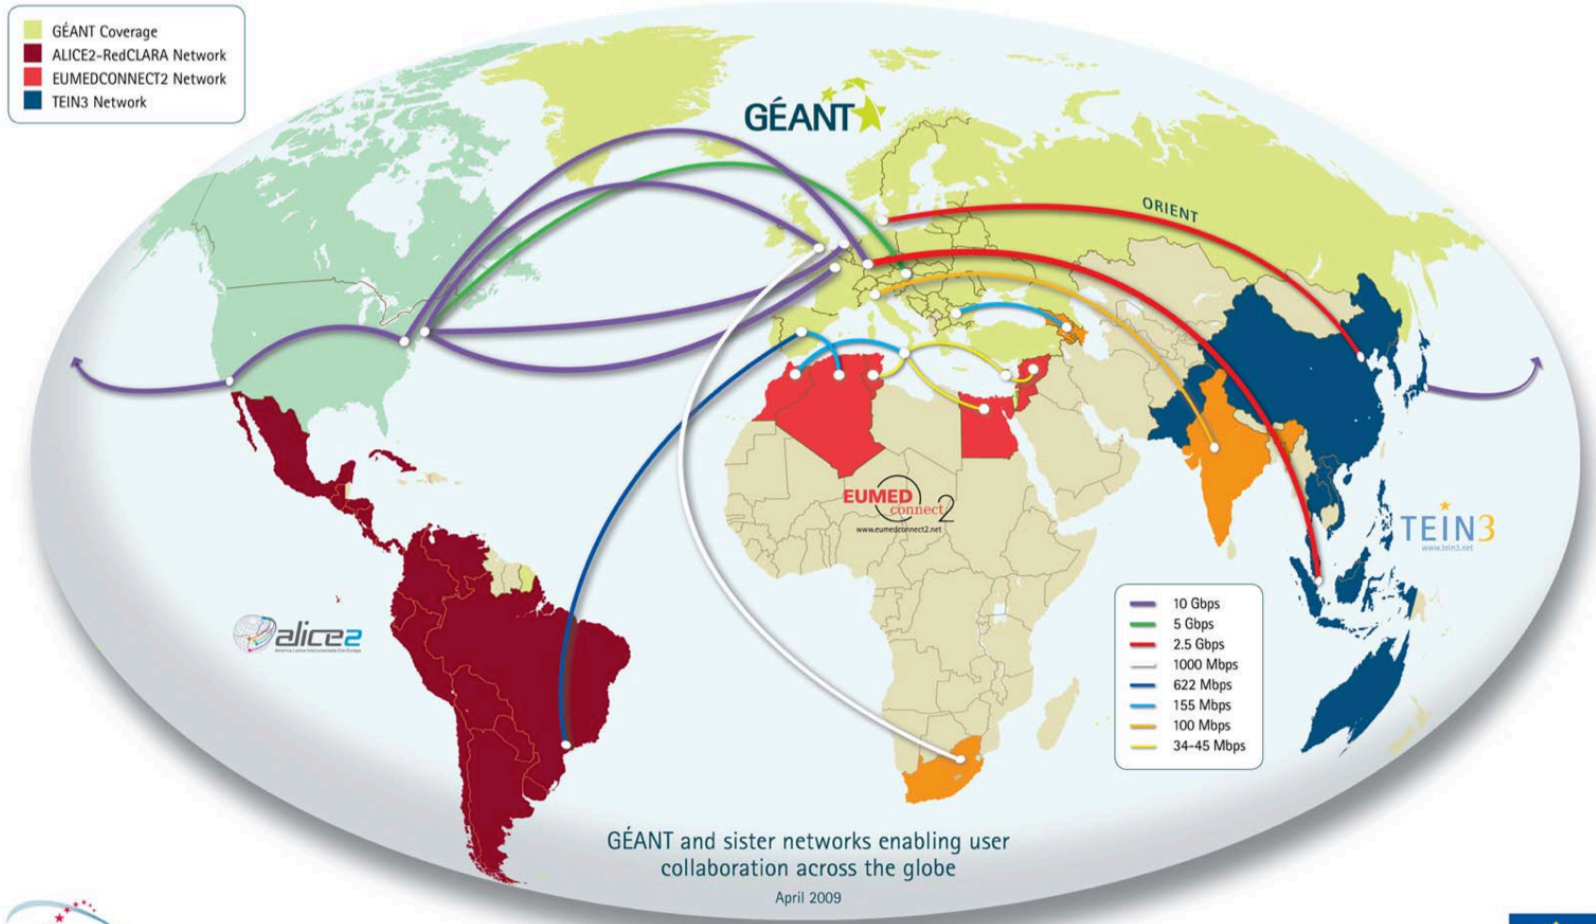 GÉANT Coverage
ALICE2-RedCLARA Network
EUMEDCONNECT2 Network
TEIN3 Network
GÉANT
ORIENT
EUMED
connect2
www.eumedconnect2.net
TEIN3
www.tein3.net
alice2
10 Gbps
5 Gbps
2.5 Gbps
1000 Mbps
622 Mbps
155 Mbps
100 Mbps
34-45 Mbps
GÉANT and sister networks enabling user
collaboration across the globe
April 2009